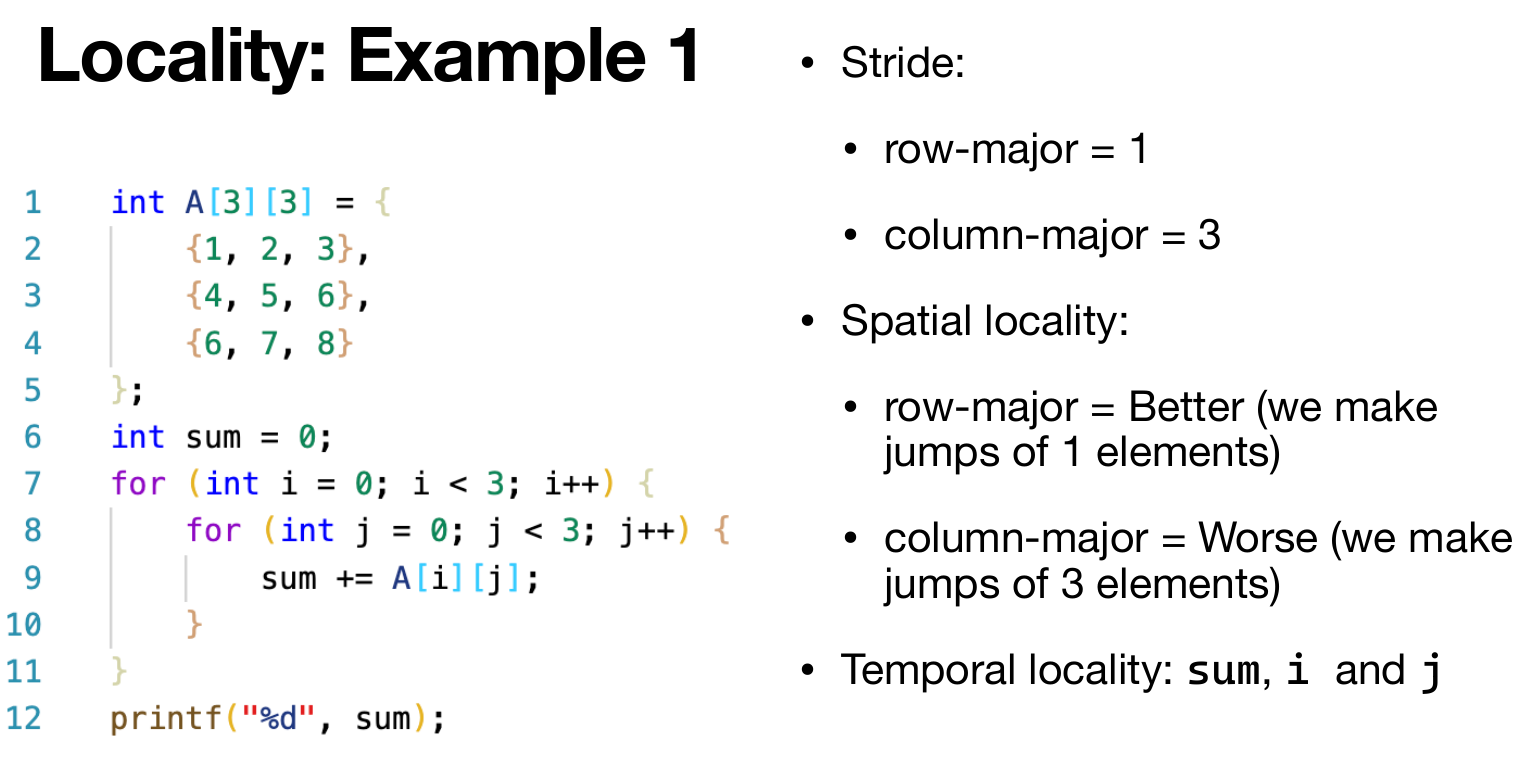 Locality: Example 1
1 int A[3][3] = {
2 {1, 2, 3},
3 {4, 5, 6},
4 {6, 7, 8}
5 };
6 int sum = 0;
7 for (int i = 0; i < 3; i++) {
8 for (int j = 0; j < 3; j++) {
9 sum += A[i][j];
10 }
11 }
12 printf("%d", sum);
• Stride:
• row-major = 1
• column-major = 3
• Spatial locality:
• row-major = Better (we make
jumps of 1 elements)
• column-major = Worse (we make
jumps of 3 elements)
• Temporal locality: sum, i and j